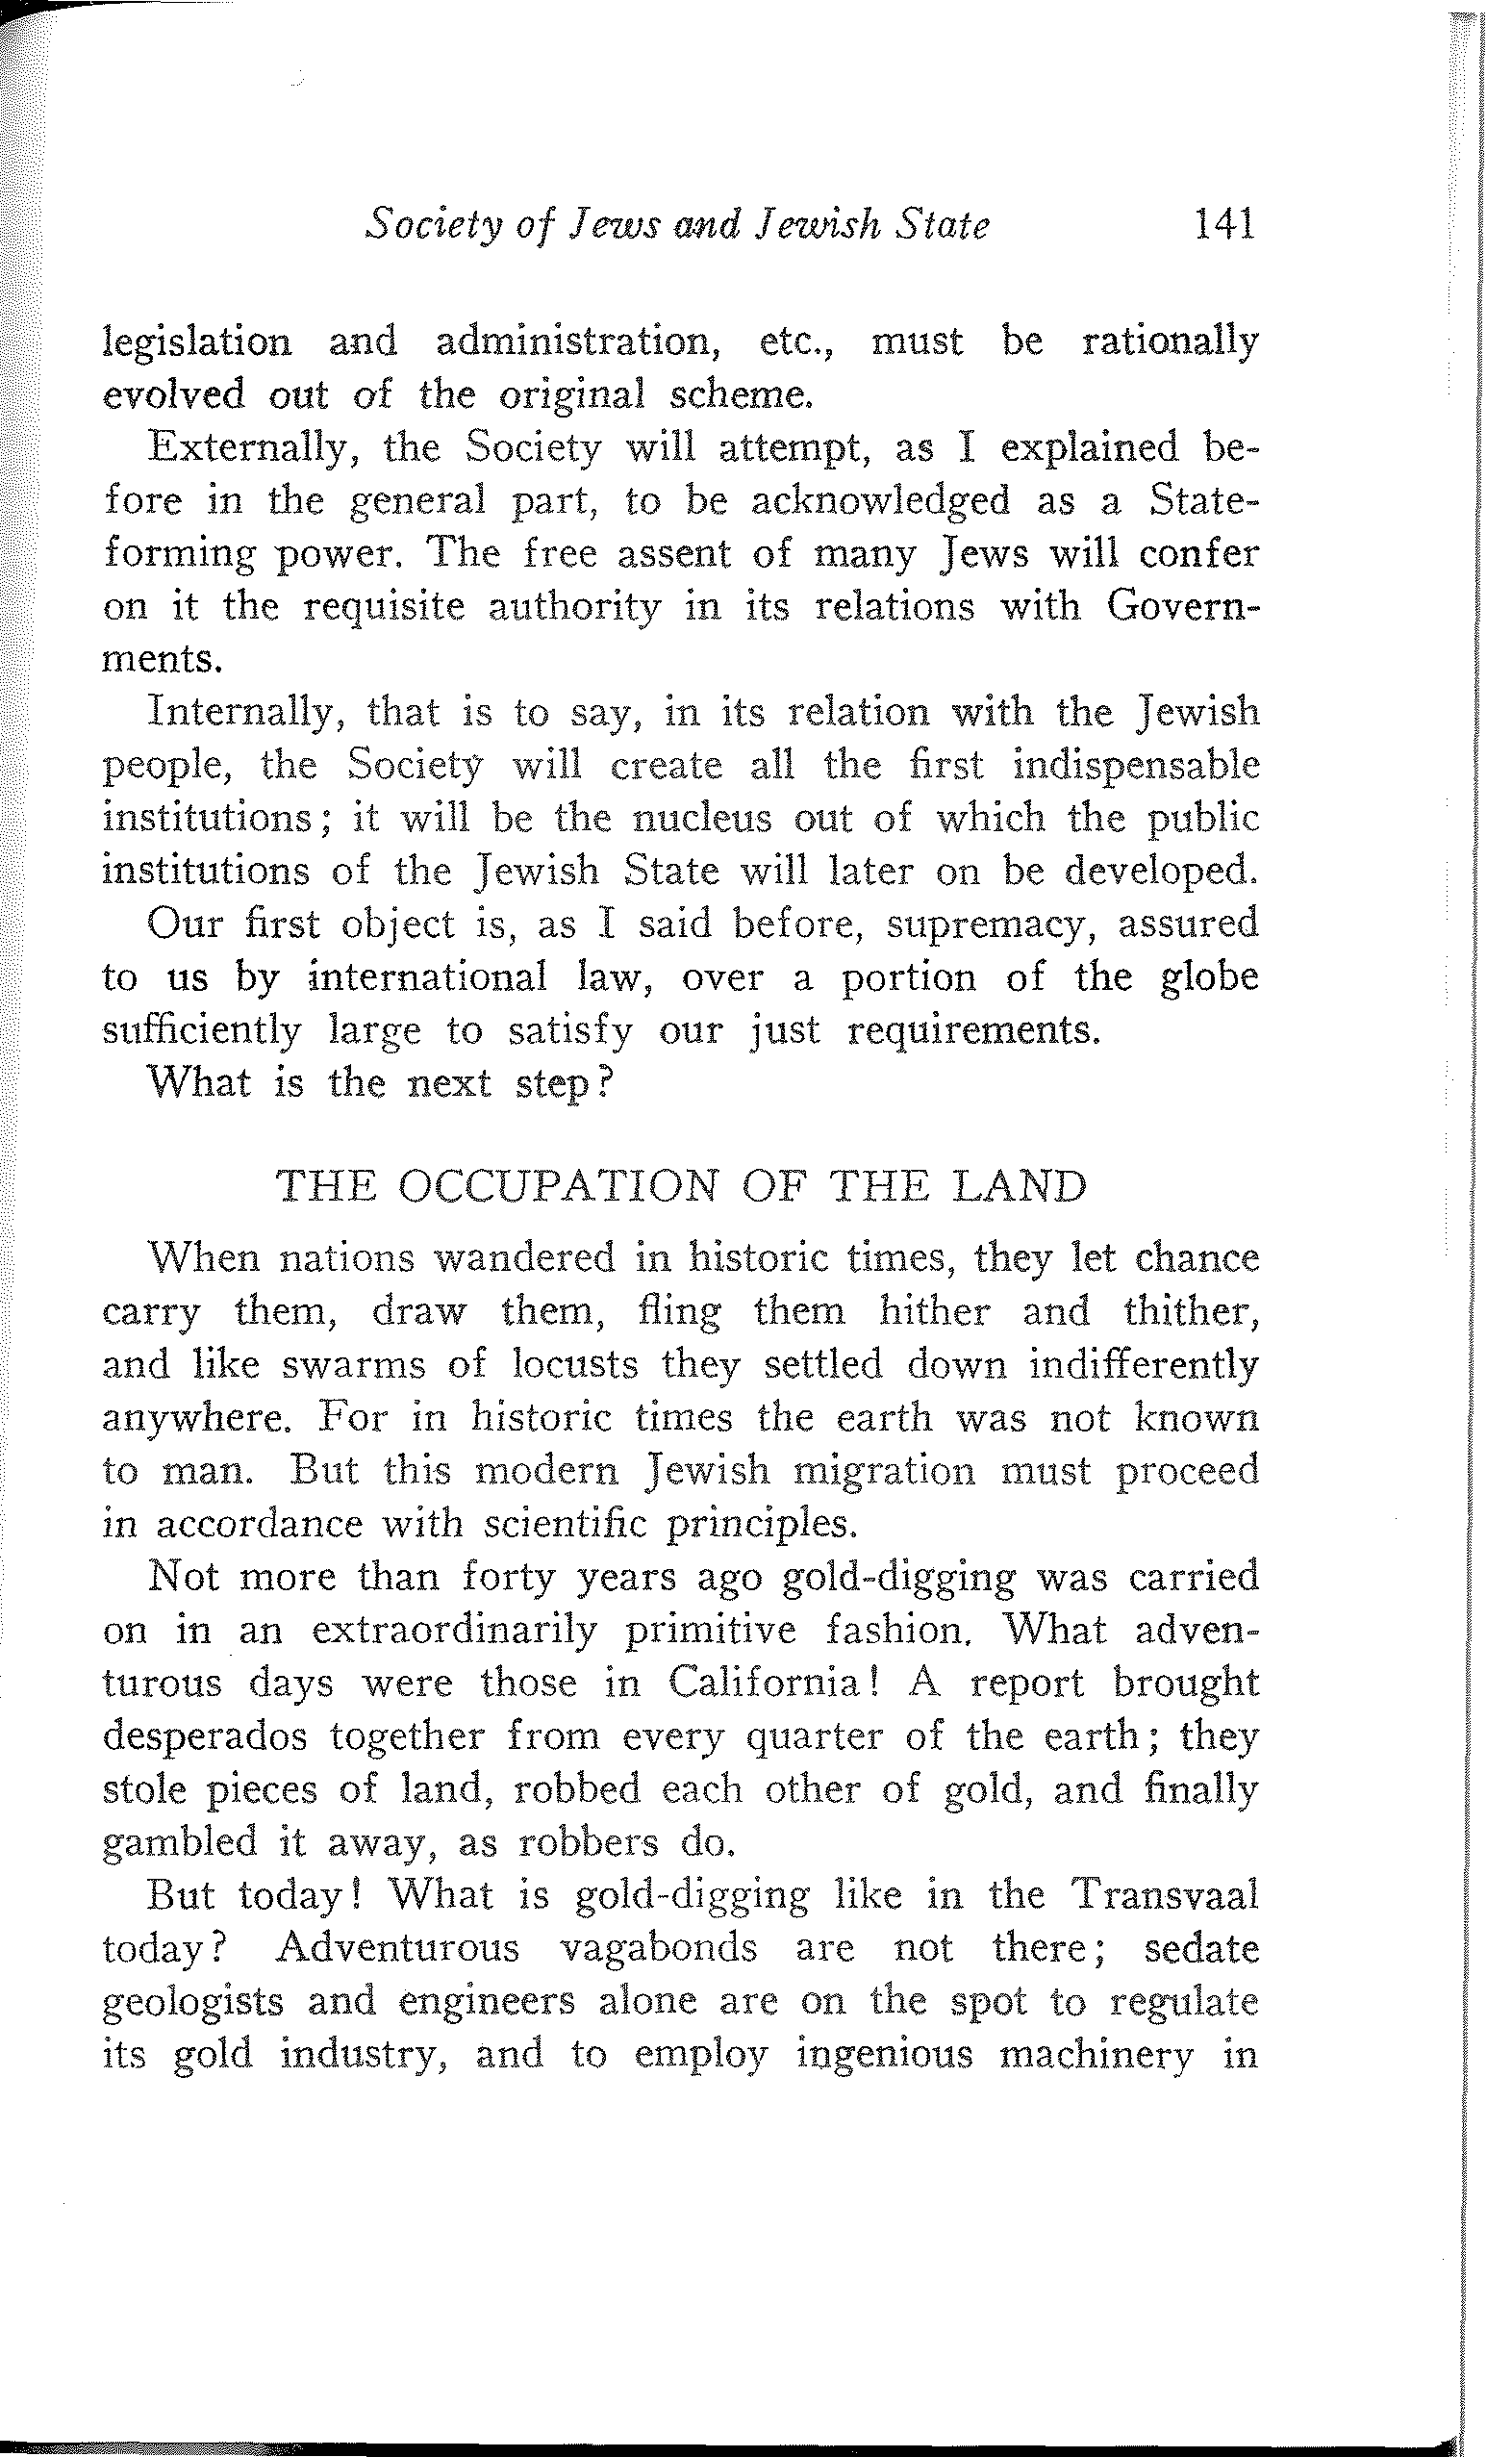 Society of Jews and Jewish State 141
legislation and administration, etc., must be rationally
evolved out of the original scheme.
Externally, the Society will attempt, as I explained be-
fore in the general part, to be acknowledged as a State-
forming power. The free assent of many Jews will confer
on it the requisite authority in its relations with Govern-
ments.
Internally, that is to say, in its relation with the Jewish
people, the Society will create all the first indispensable
institutions; it will be the nucleus out of which the public
institutions of the Jewish State will later on be developed.
Our first object is, as I said before, supremacy, assured
to us by international law, over a portion of the globe
sufficiently large to satisfy our just requirements.
What is the next step?
THE OCCUPATION OF THE LAND
When nations wandered in historic times, they let chance
carry them, draw them, fling them hither and thither,
and like swarms of locusts they settled down indifferently
anywhere. For in historic times the earth was not known
to man. But this modern Jewish migration must proceed
in accordance with scientific principles.
Not more than forty years ago gold-digging was carried
on in an extraordinarily primitive fashion. What adven-
turous days were those in California! A report brought
desperados together from every quarter of the earth; they
stole pieces of land, robbed each other of gold, and finally
gambled it away, as robbers do.
But today! What is gold-digging like in the Transvaal
today? Adventurous vagabonds are not there; sedate
geologists and engineers alone are on the spot to regulate
its gold industry, and to employ ingenious machinery in